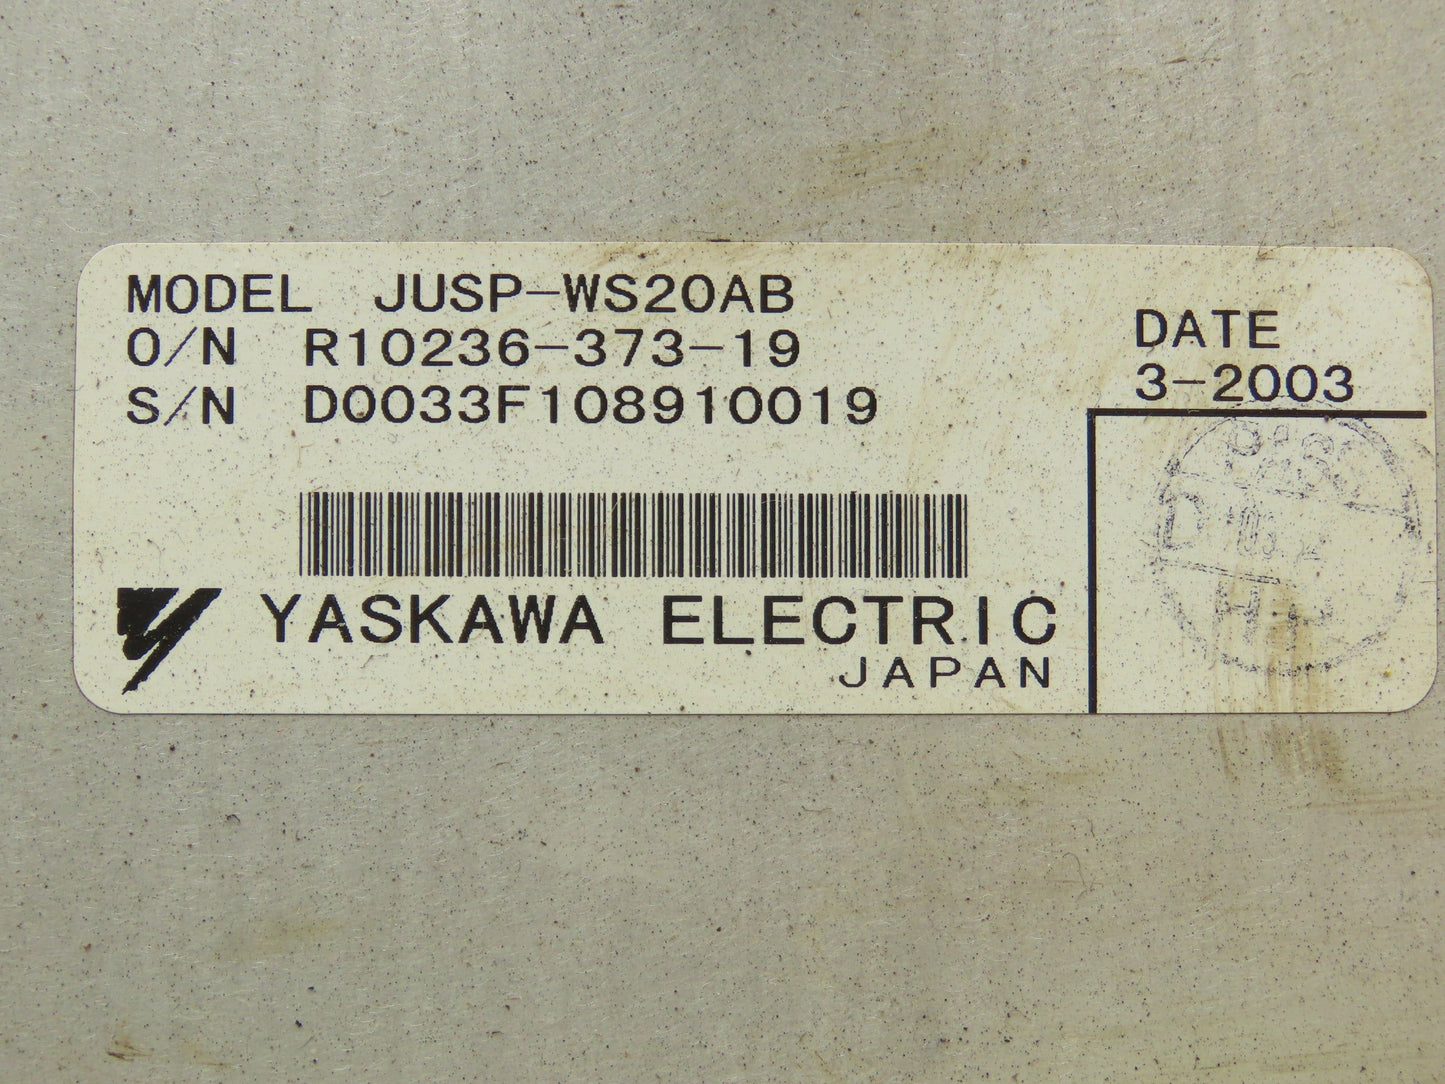 MODEL JUSP-WS20AB
O/N R10236-373-19
S/N D0033F108910019
DATE
3-2003
YASKAWA ELECTRIC
JAPAN